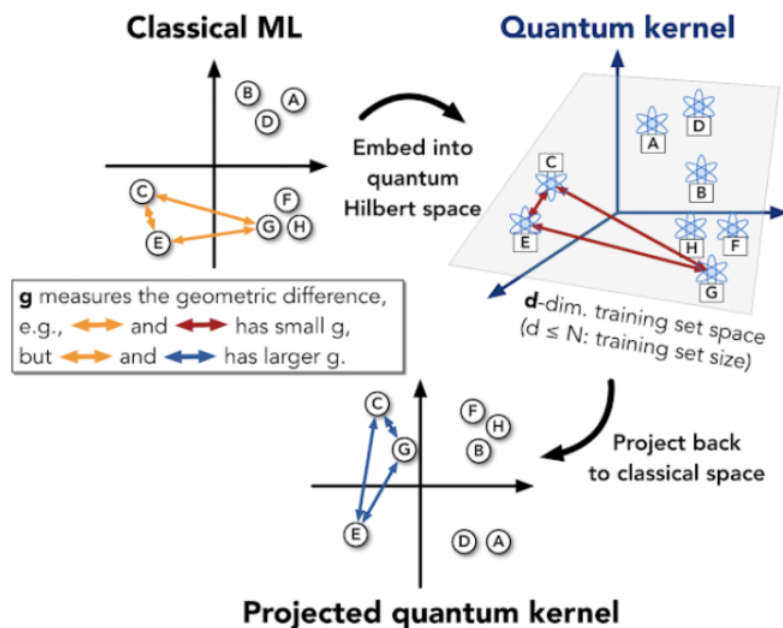 Classical ML
B
A
D
C
E
F
G
H
Embed into
quantum
Hilbert space
Quantum kernel
D
A
C
B
E
H
F
G
d-dim. training set space
(d ≤ N: training set size)
g measures the geometric difference,
e.g., and has small g,
but and has larger g.
Project back
to classical space
C
F
H
G
B
E
D
A
Projected quantum kernel